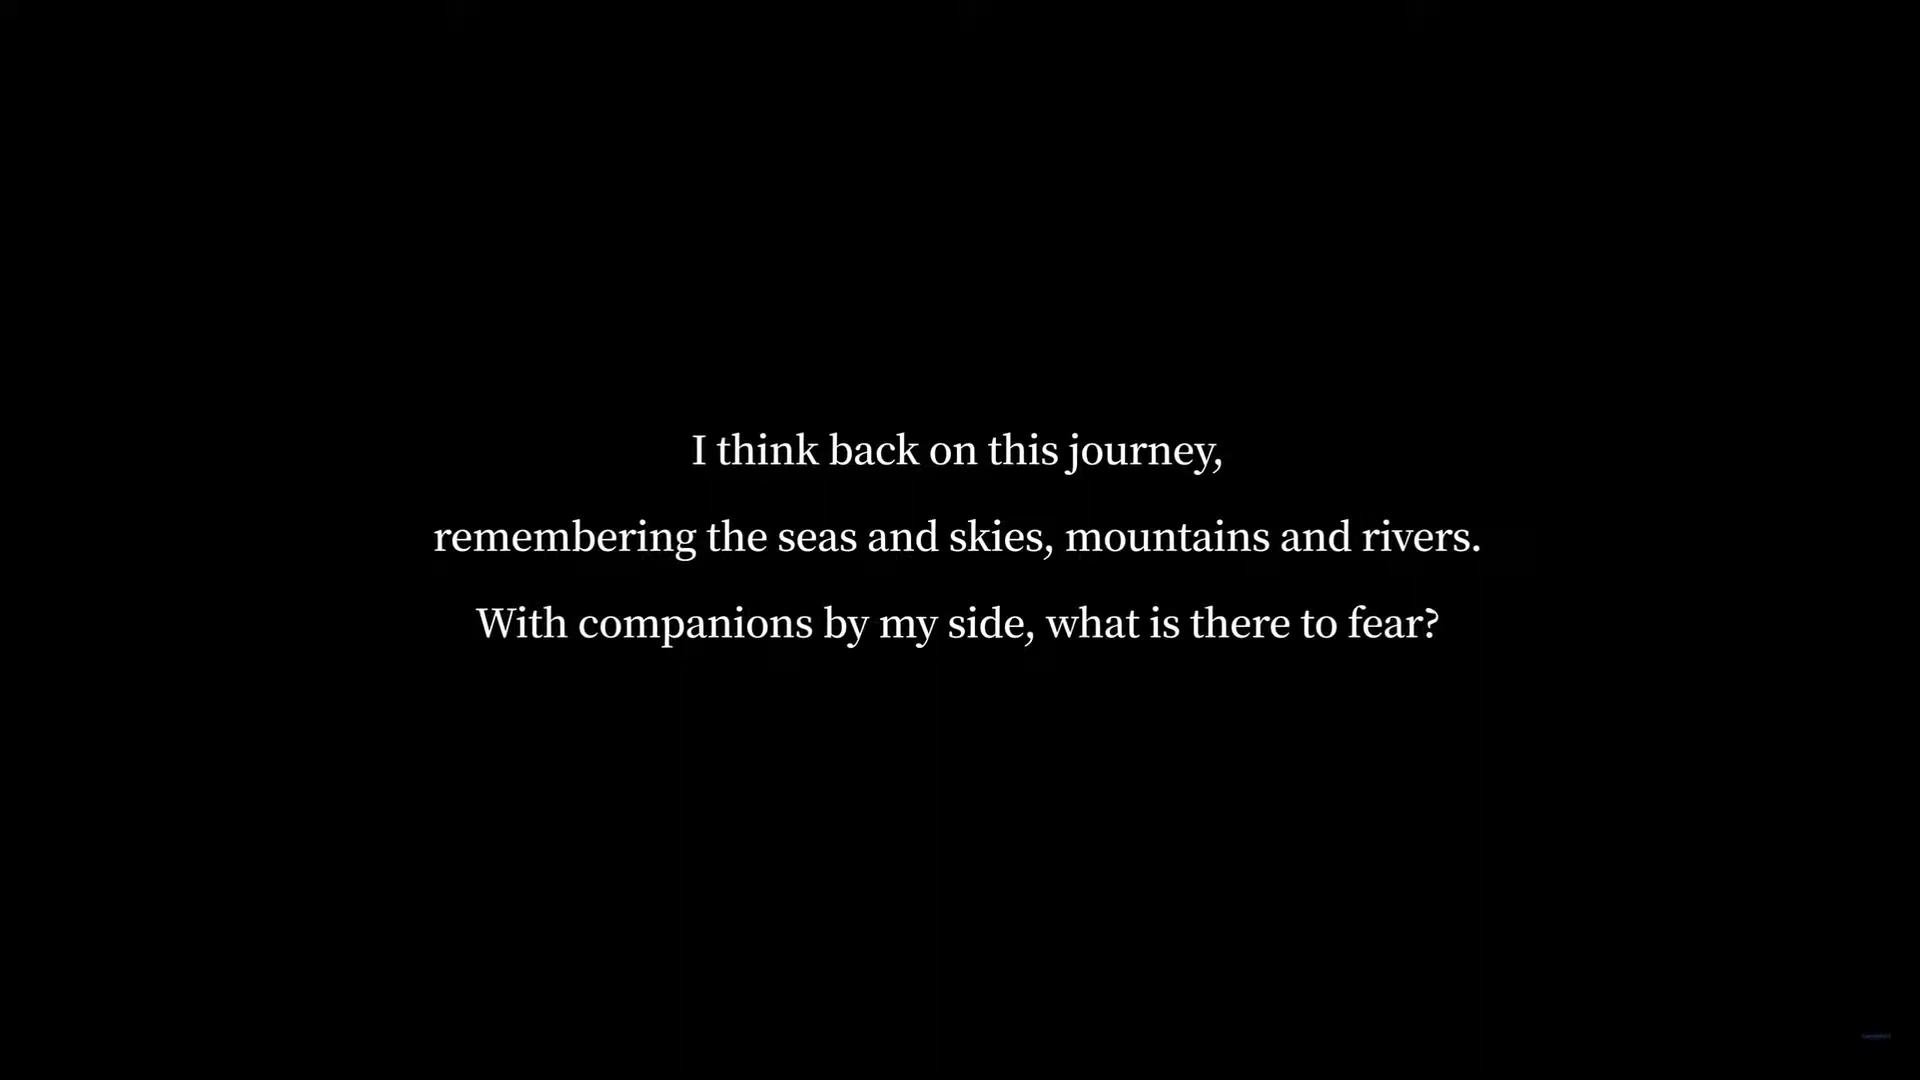 I think back on this journey,
remembering the seas and skies, mountains and rivers.
With companions by my side, what is there to fear?